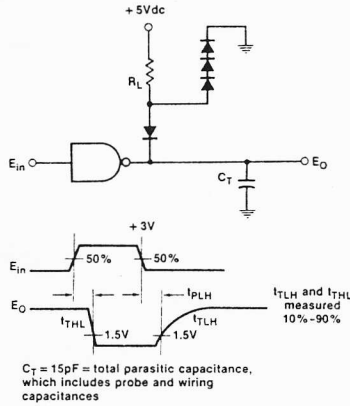 +5Vdc
R_L
E_in
E_O
C_T
+3V
E_in
50%
50%
E_O
t_PLH
t_TLH and t_THL
measured
10%-90%
t_THL
t_TLH
1.5V
1.5V
C_T = 15pF = total parasitic capacitance,
which includes probe and wiring
capacitances